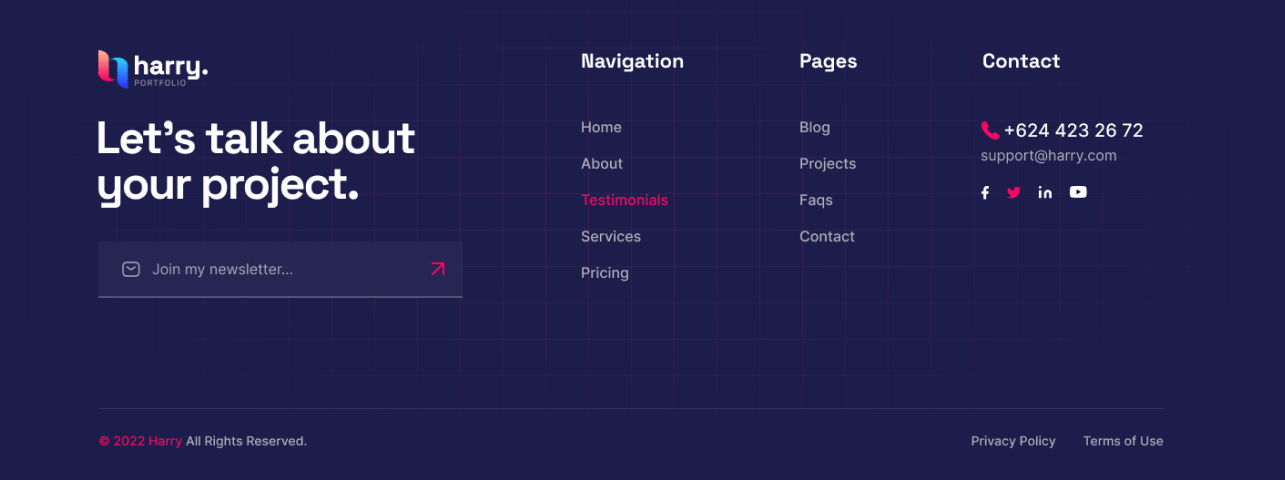 harry.
PORTFOLIO
Let's talk about
your project.
Join my newsletter...
Navigation
Home
About
Testimonials
Services
Pricing
Pages
Blog
Projects
Faqs
Contact
Contact
+624 423 26 72
support@harry.com
© 2022 Harry All Rights Reserved.
Privacy Policy
Terms of Use